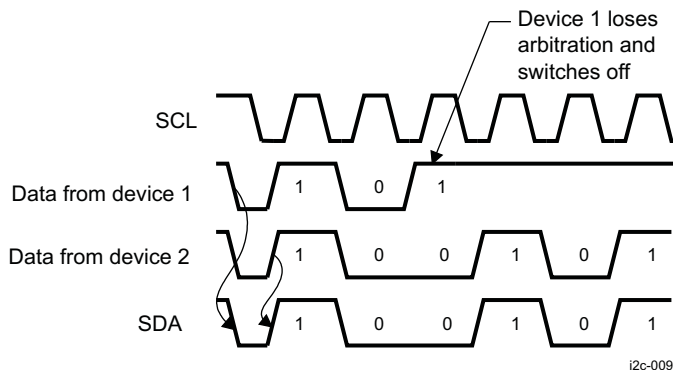 Device 1 loses
arbitration and
switches off
SCL
Data from device 1
1 0 1
Data from device 2
1 0 0 1 0 1
SDA
1 0 0 1 0 1
i2c-009